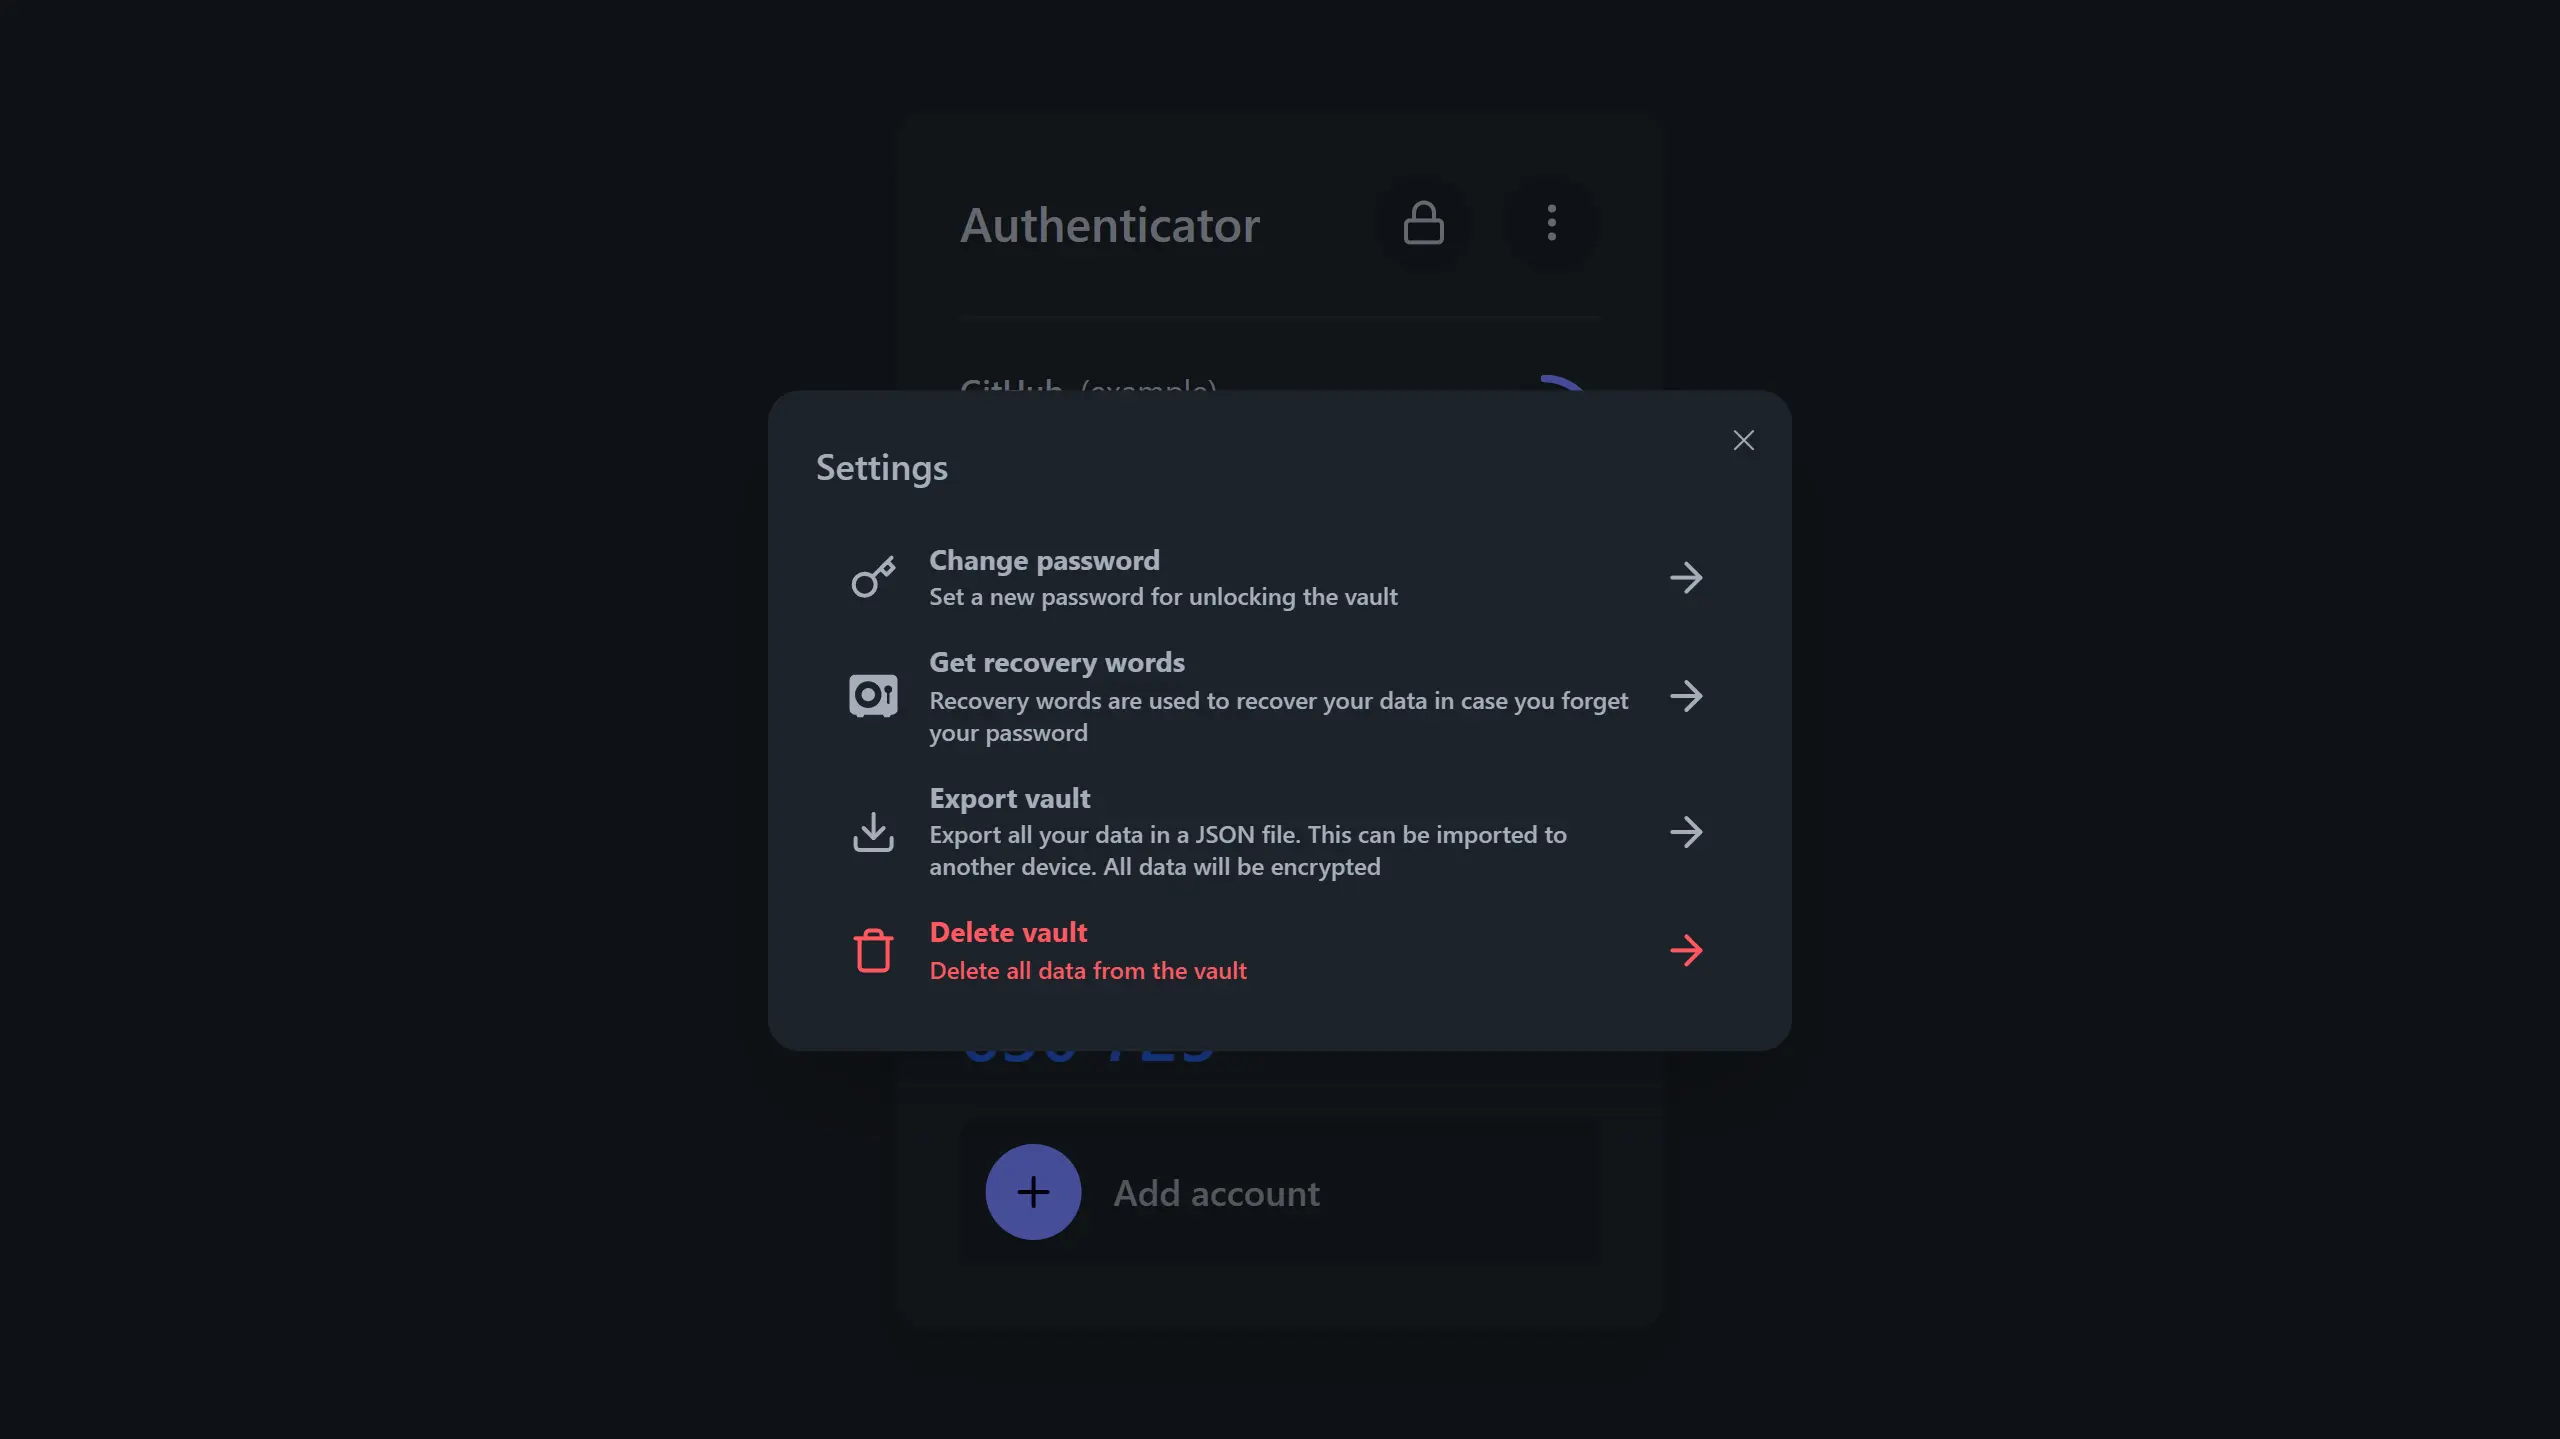 Authenticator
GitHub (example)
Settings
Change password
Set a new password for unlocking the vault
Get recovery words
Recovery words are used to recover your data in case you forget
your password
Export vault
Export all your data in a JSON file. This can be imported to
another device. All data will be encrypted
Delete vault
Delete all data from the vault
Add account